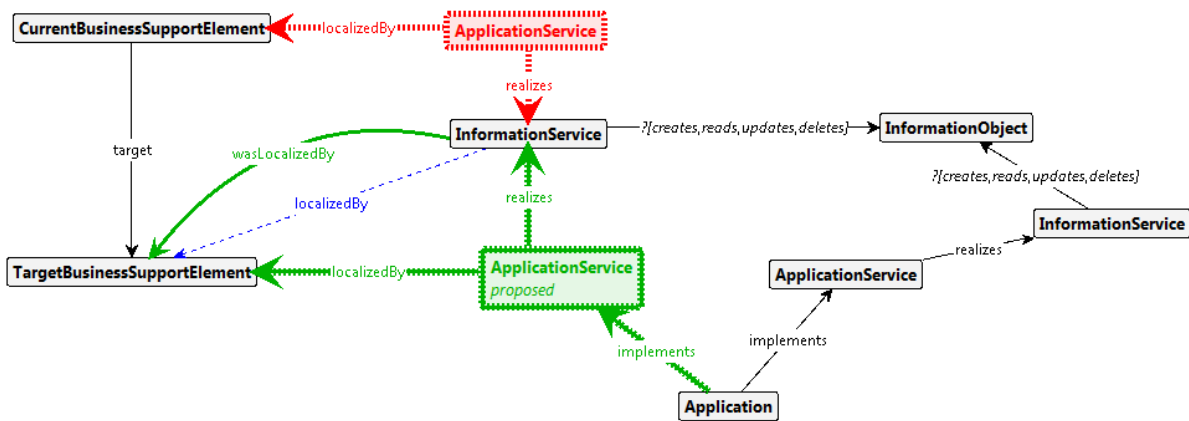 CurrentBusinessSupportElement
localizedBy
ApplicationService
realizes
InformationService
?[creates,reads,updates,deletes]
InformationObject
target
wasLocalizedBy
?[creates,reads,updates,deletes]
localizedBy
realizes
InformationService
realizes
TargetBusinessSupportElement
localizedBy
ApplicationService
proposed
ApplicationService
implements
implements
Application